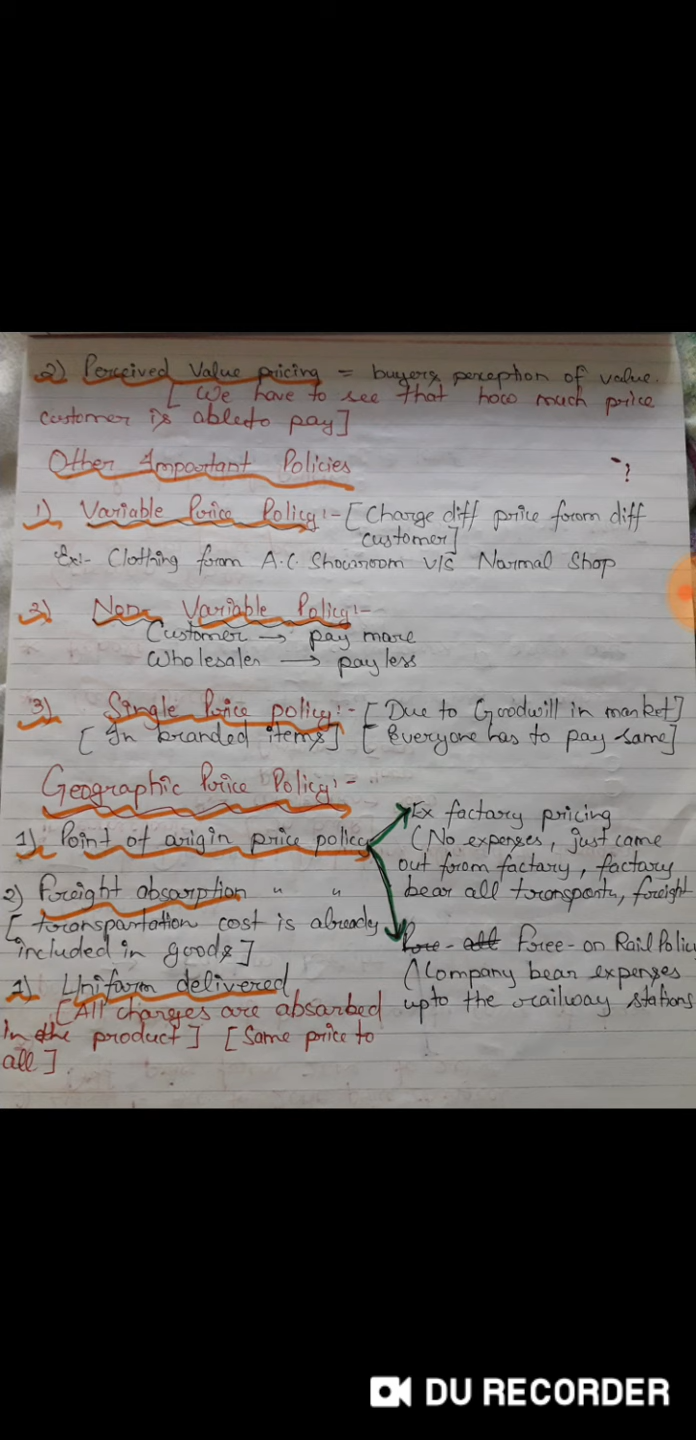 2) Perceived Value pricing = buyers perception of value.
[ We have to see that how much price
customer is able to pay]
Other Important Policies
?
1) Variable Price Policy:- [Charge diff price from diff
customer]
Ex:- Clothing from A.C. Showroom v/s Normal Shop
2) Non- Variable Policy:-
Customer → pay more
Wholesaler → pay less
3) Single Price policy:- [ Due to Goodwill in market]
[ In branded items] [ Everyone has to pay same]
Geographic Price Policy:-
1) Point of origin price policy
2) Freight absorption " "
[ transportation cost is already
included in goods ]
1) Uniform delivered
[All charges are absorbed
In the product ] [ Same price to
all ]
Ex factory pricing
(No expenses, just came
out from factory, factory
bear all transports, freight
Free - on Rail Polic
(Company bear expenses
upto the railway stations
DU RECORDER